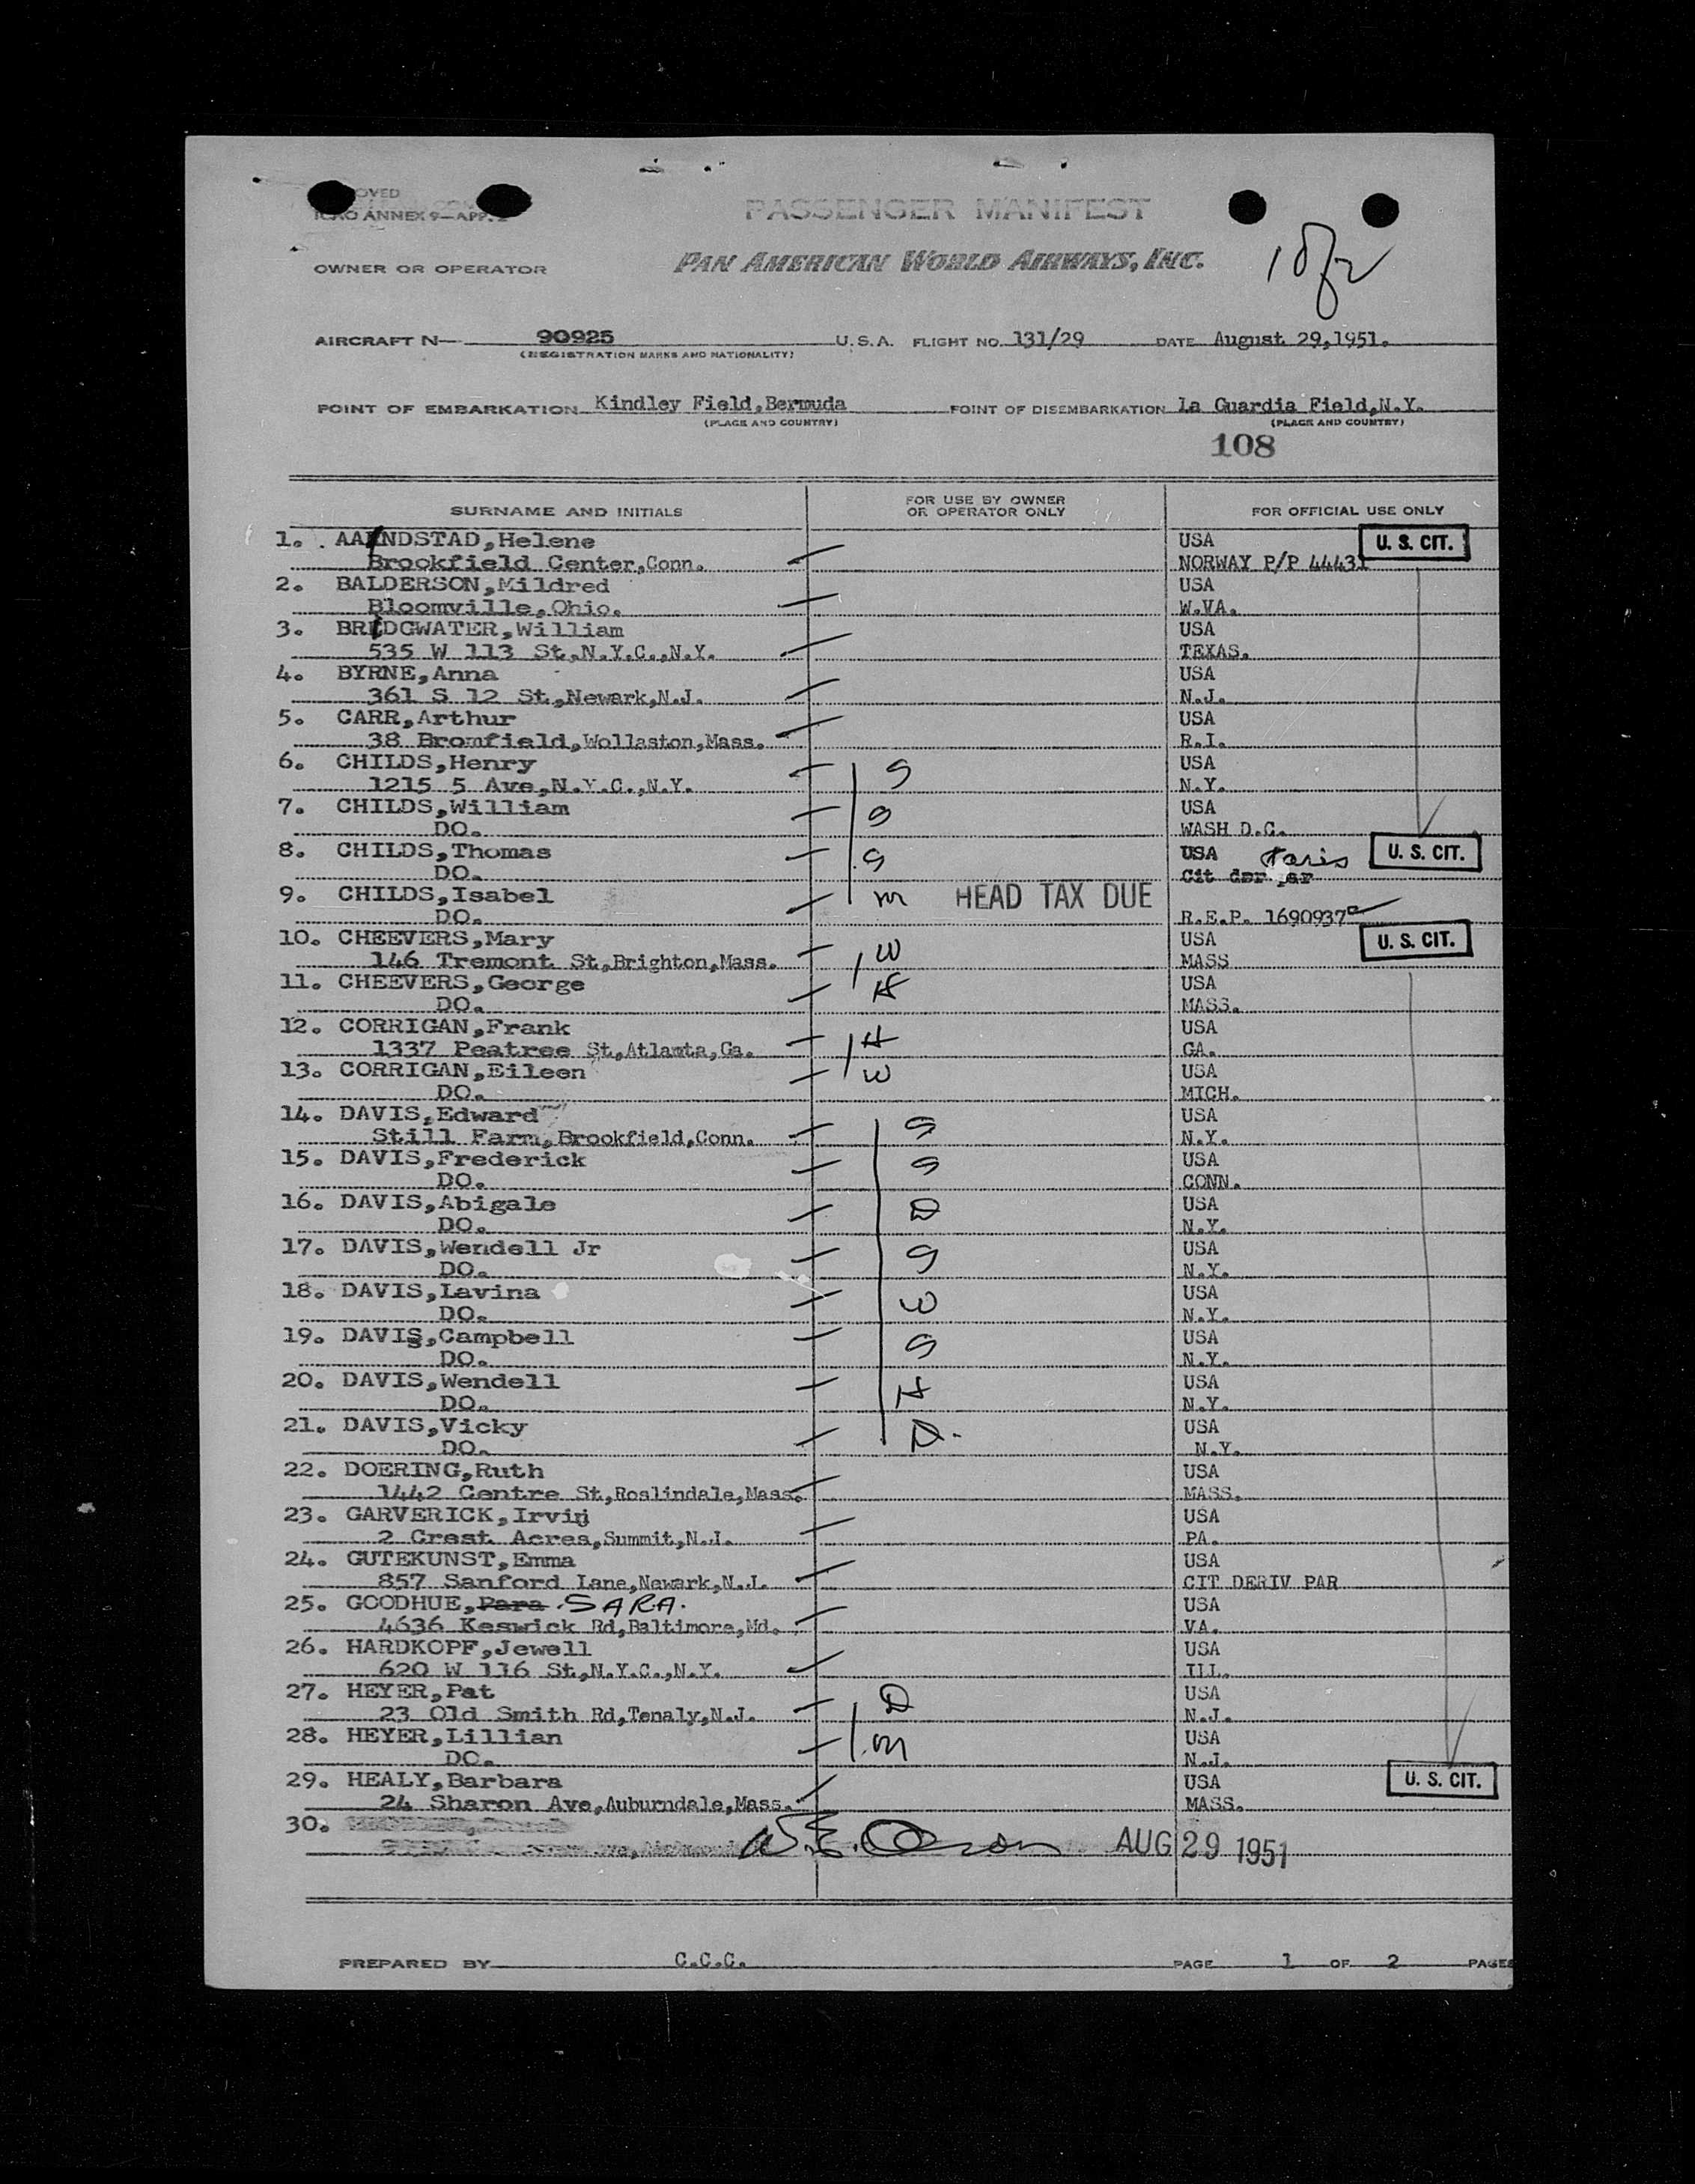 OVED
ICAO ANNEX 9—APP. 2
PASSENGER MANIFEST
1 of 2
OWNER OR OPERATOR PAN AMERICAN WORLD AIRWAYS, INC.
AIRCRAFT N— 90925 U.S.A. FLIGHT NO. 131/29 DATE August 29,1951.
(REGISTRATION MARKS AND NATIONALITY)
POINT OF EMBARKATION Kindley Field,Bermuda POINT OF DISEMBARKATION La Guardia Field,N.Y.
(PLACE AND COUNTRY) (PLACE AND COUNTRY)
108
SURNAME AND INITIALS FOR USE BY OWNER OR OPERATOR ONLY FOR OFFICIAL USE ONLY
1. NDSTAD,Helene USA U. S. CIT.
Brookfield Center,Conn. NORWAY P/P 44431
2. BALDERSON,Mildred USA
Bloomville,Ohio. W.VA.
3. BRIDGWATER,William USA
535 W 113 St,N.Y.C.,N.Y. TEXAS.
4. BYRNE,Anna USA
361 S 12 St,Newark,N.J. N.J.
5. CARR,Arthur USA
38 Bromfield,Wollaston,Mass. R.I.
6. CHILDS,Henry S USA
1215 5 Ave,N.Y.C.,N.Y. N.Y.
7. CHILDS,William S USA
DO. WASH D.C.
8. CHILDS,Thomas S USA Paris U. S. CIT.
DO. Cit der par
9. CHILDS,Isabel m HEAD TAX DUE
DO. R.E.P. 1690937
10. CHEEVERS,Mary W USA U. S. CIT.
146 Tremont St,Brighton,Mass. MASS
11. CHEEVERS,George H USA
DO. MASS.
12. CORRIGAN,Frank H USA
1337 Peatree St,Atlanta,Ga. GA.
13. CORRIGAN,Eileen W USA
DO. MICH.
14. DAVIS,Edward S USA
Still Farm,Brookfield,Conn. N.Y.
15. DAVIS,Frederick S USA
DO. CONN.
16. DAVIS,Abigale D USA
DO. N.Y.
17. DAVIS,Wendell Jr S USA
DO. N.Y.
18. DAVIS,Lavina W USA
DO. N.Y.
19. DAVIS,Campbell S USA
DO. N.Y.
20. DAVIS,Wendell H USA
DO. N.Y.
21. DAVIS,Vicky D. USA
DO. N.Y.
22. DOERING,Ruth USA
1442 Centre St,Roslindale,Mass. MASS.
23. GARVERICK,Irvin USA
2 Crest Acres,Summit,N.J. PA.
24. GUTEKUNST,Emma USA
857 Sanford Lane,Newark,N.J. CIT DERIV PAR
25. GOODHUE,Para SARA. USA
4636 Keswick Rd,Baltimore,Md. VA.
26. HARDKOPF,Jewell USA
620 W 116 St,N.Y.C.,N.Y. ILL.
27. HEYER,Pat D USA
23 Old Smith Rd,Tenaly,N.J. N.J.
28. HEYER,Lillian m USA
DO. N.J.
29. HEALY,Barbara USA U. S. CIT.
24 Sharon Ave,Auburndale,Mass. MASS.
30.
AUG 29 1951
PREPARED BY C.C.C. PAGE 1 OF 2 PAGES